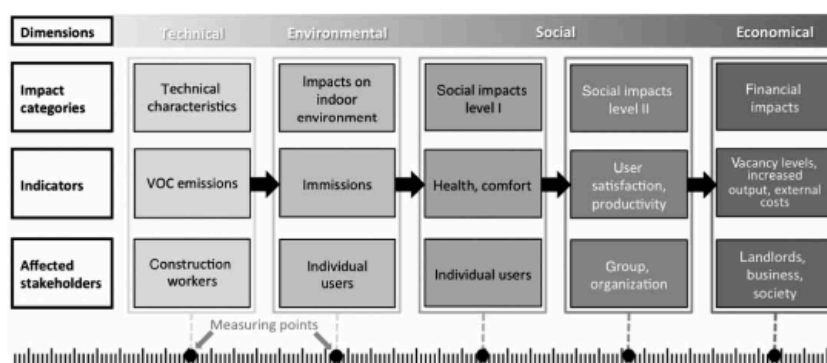 Dimensions
Technical
Environmental
Social
Economical
Impact
categories
Technical
characteristics
Impacts on
indoor
environment
Social impacts
level I
Social impacts
level II
Financial
impacts
Indicators
VOC emissions
Immissions
Health, comfort
User
satisfaction,
productivity
Vacancy levels,
increased
output, external
costs
Affected
stakeholders
Construction
workers
Individual
users
Individual users
Group,
organization
Landlords,
business,
society
Measuring points